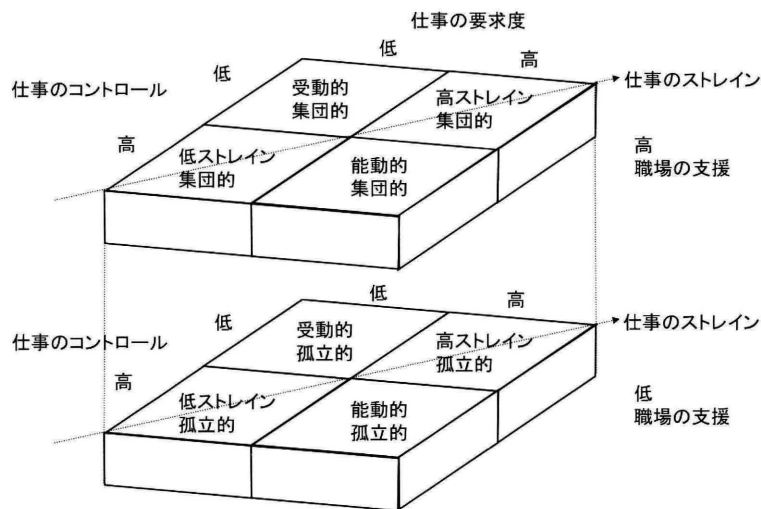 仕事の要求度
低
高
低
仕事のコントロール
高
仕事のストレイン
受動的
集団的
高ストレイン
集団的
低ストレイン
集団的
能動的
集団的
高
職場の支援
低
高
低
仕事のコントロール
高
仕事のストレイン
受動的
孤立的
高ストレイン
孤立的
低ストレイン
孤立的
能動的
孤立的
低
職場の支援